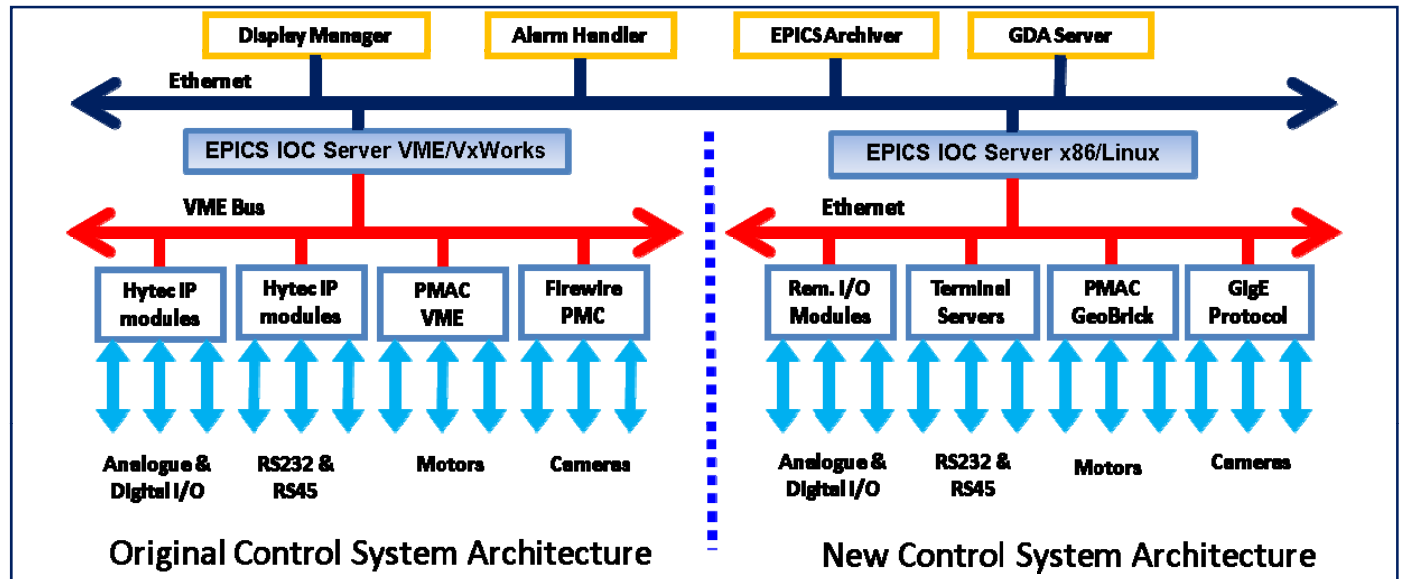 Display Manager
Alarm Handler
EPICS Archiver
GDA Server
Ethernet
EPICS IOC Server VME/VxWorks
EPICS IOC Server x86/Linux
VME Bus
Ethernet
Hytec IP
modules
Hytec IP
modules
PMAC
VME
Firewire
PMC
Rem. I/O
Modules
Terminal
Servers
PMAC
GeoBrick
GigE
Protocol
Analogue &
Digital I/O
RS232 &
RS45
Motors
Cameras
Analogue &
Digital I/O
RS232 &
RS45
Motors
Cameras
Original Control System Architecture
New Control System Architecture